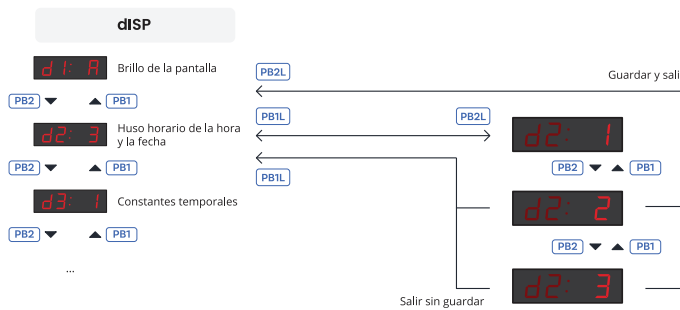 dISP
d1: A
Brillo de la pantalla
PB2L
Guardar y sali
PB2
PB1
PB1L
PB2L
d2: 3
Huso horario de la hora
y la fecha
d2: 1
PB2
PB1
PB1L
PB2
PB1
d3: 1
Constantes temporales
d2: 2
PB2
PB1
PB2
PB1
...
d2: 3
Salir sin guardar